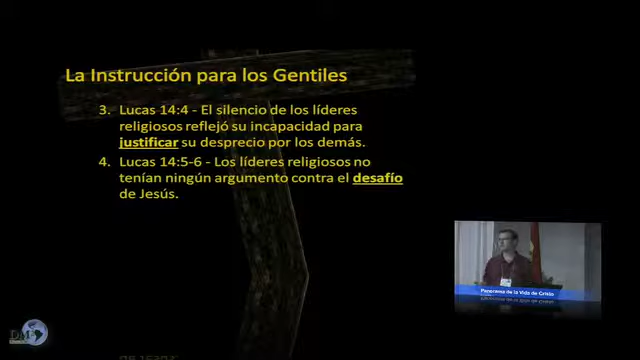 La Instrucción para los Gentiles
3. Lucas 14:4 - El silencio de los líderes
religiosos reflejó su incapacidad para
justificar su desprecio por los demás.
4. Lucas 14:5-6 - Los líderes religiosos no
tenían ningún argumento contra el desafío
de Jesús.
Panorama de la Vida de Cristo
DM